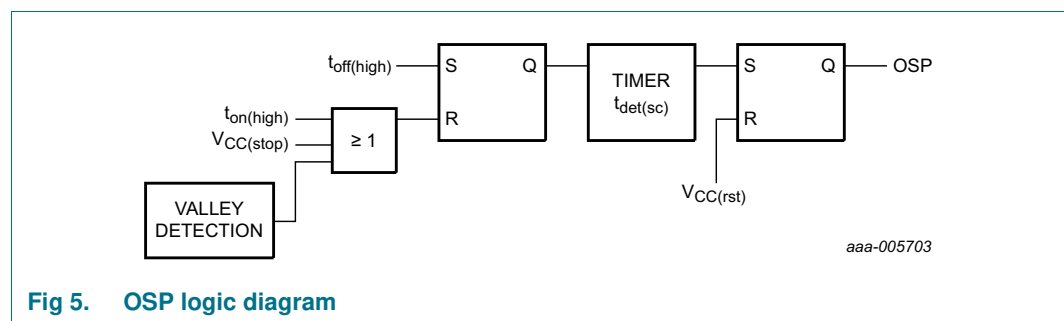 toff(high)
S Q
TIMER
tdet(sc)
S Q
OSP
ton(high)
VCC(stop)
≥ 1
R
R
VCC(rst)
VALLEY
DETECTION
aaa-005703
Fig 5. OSP logic diagram